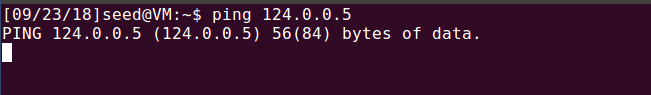 [09/23/18]seed@VM:~$ ping 124.0.0.5
PING 124.0.0.5 (124.0.0.5) 56(84) bytes of data.